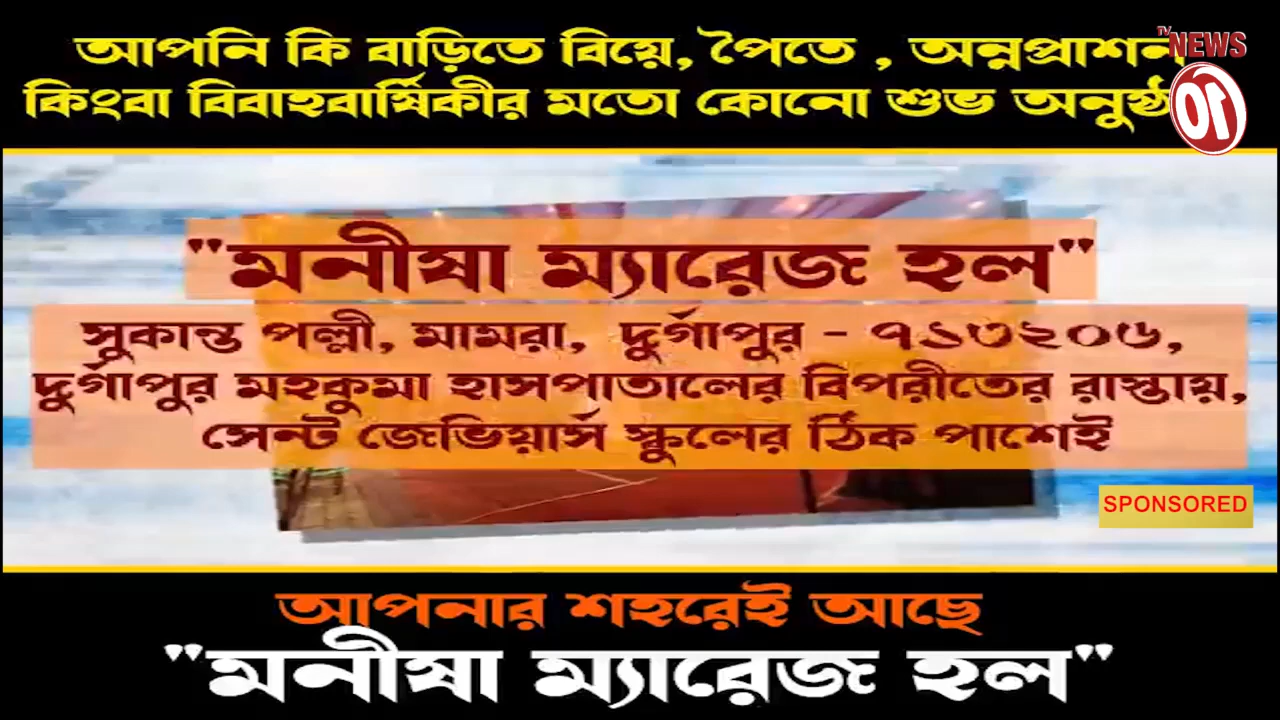 আপনি কি বাড়িতে বিয়ে, পৈতে , অন্নপ্রাশন
কিংবা বিবাহবার্ষিকীর মতো কোনো শুভ
TV NEWS
"মনীষা ম্যারেজ হল"
সুকান্ত পল্লী, মামরা, দুর্গাপুর - ৭১৩২০৬,
দুর্গাপুর মহকুমা হাসপাতালের বিপরীতের রাস্তায়,
সেন্ট জেভিয়ার্স স্কুলের ঠিক পাশেই
SPONSORED
আপনার শহরেই আছে
"মনীষা ম্যারেজ হল"